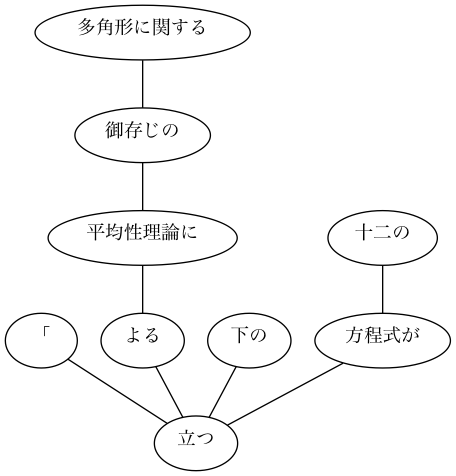 多角形に関する
御存じの
平均性理論に
十二の
「
よる
下の
方程式が
立つ